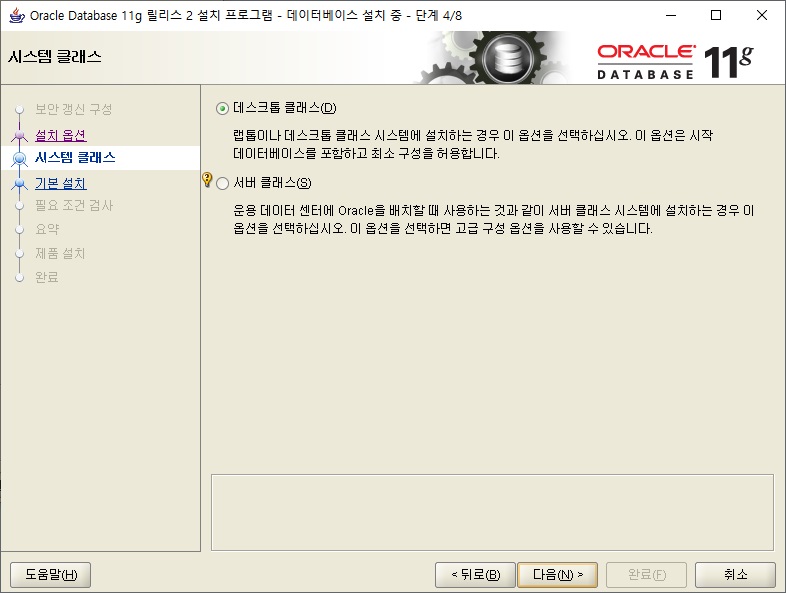 Oracle Database 11g 릴리스 2 설치 프로그램 - 데이터베이스 설치 중 - 단계 4/8
시스템 클래스
ORACLE
DATABASE
11g
보안 갱신 구성
설치 옵션
시스템 클래스
기본 설치
필요 조건 검사
요약
제품 설치
완료
데스크톱 클래스(D)
랩톱이나 데스크톱 클래스 시스템에 설치하는 경우 이 옵션을 선택하십시오. 이 옵션은 시작
데이터베이스를 포함하고 최소 구성을 허용합니다.
서버 클래스(S)
운용 데이터 센터에 Oracle을 배치할 때 사용하는 것과 같이 서버 클래스 시스템에 설치하는 경우 이
옵션을 선택하십시오. 이 옵션을 선택하면 고급 구성 옵션을 사용할 수 있습니다.
도움말(H)
< 뒤로(B)
다음(N) >
완료(F)
취소